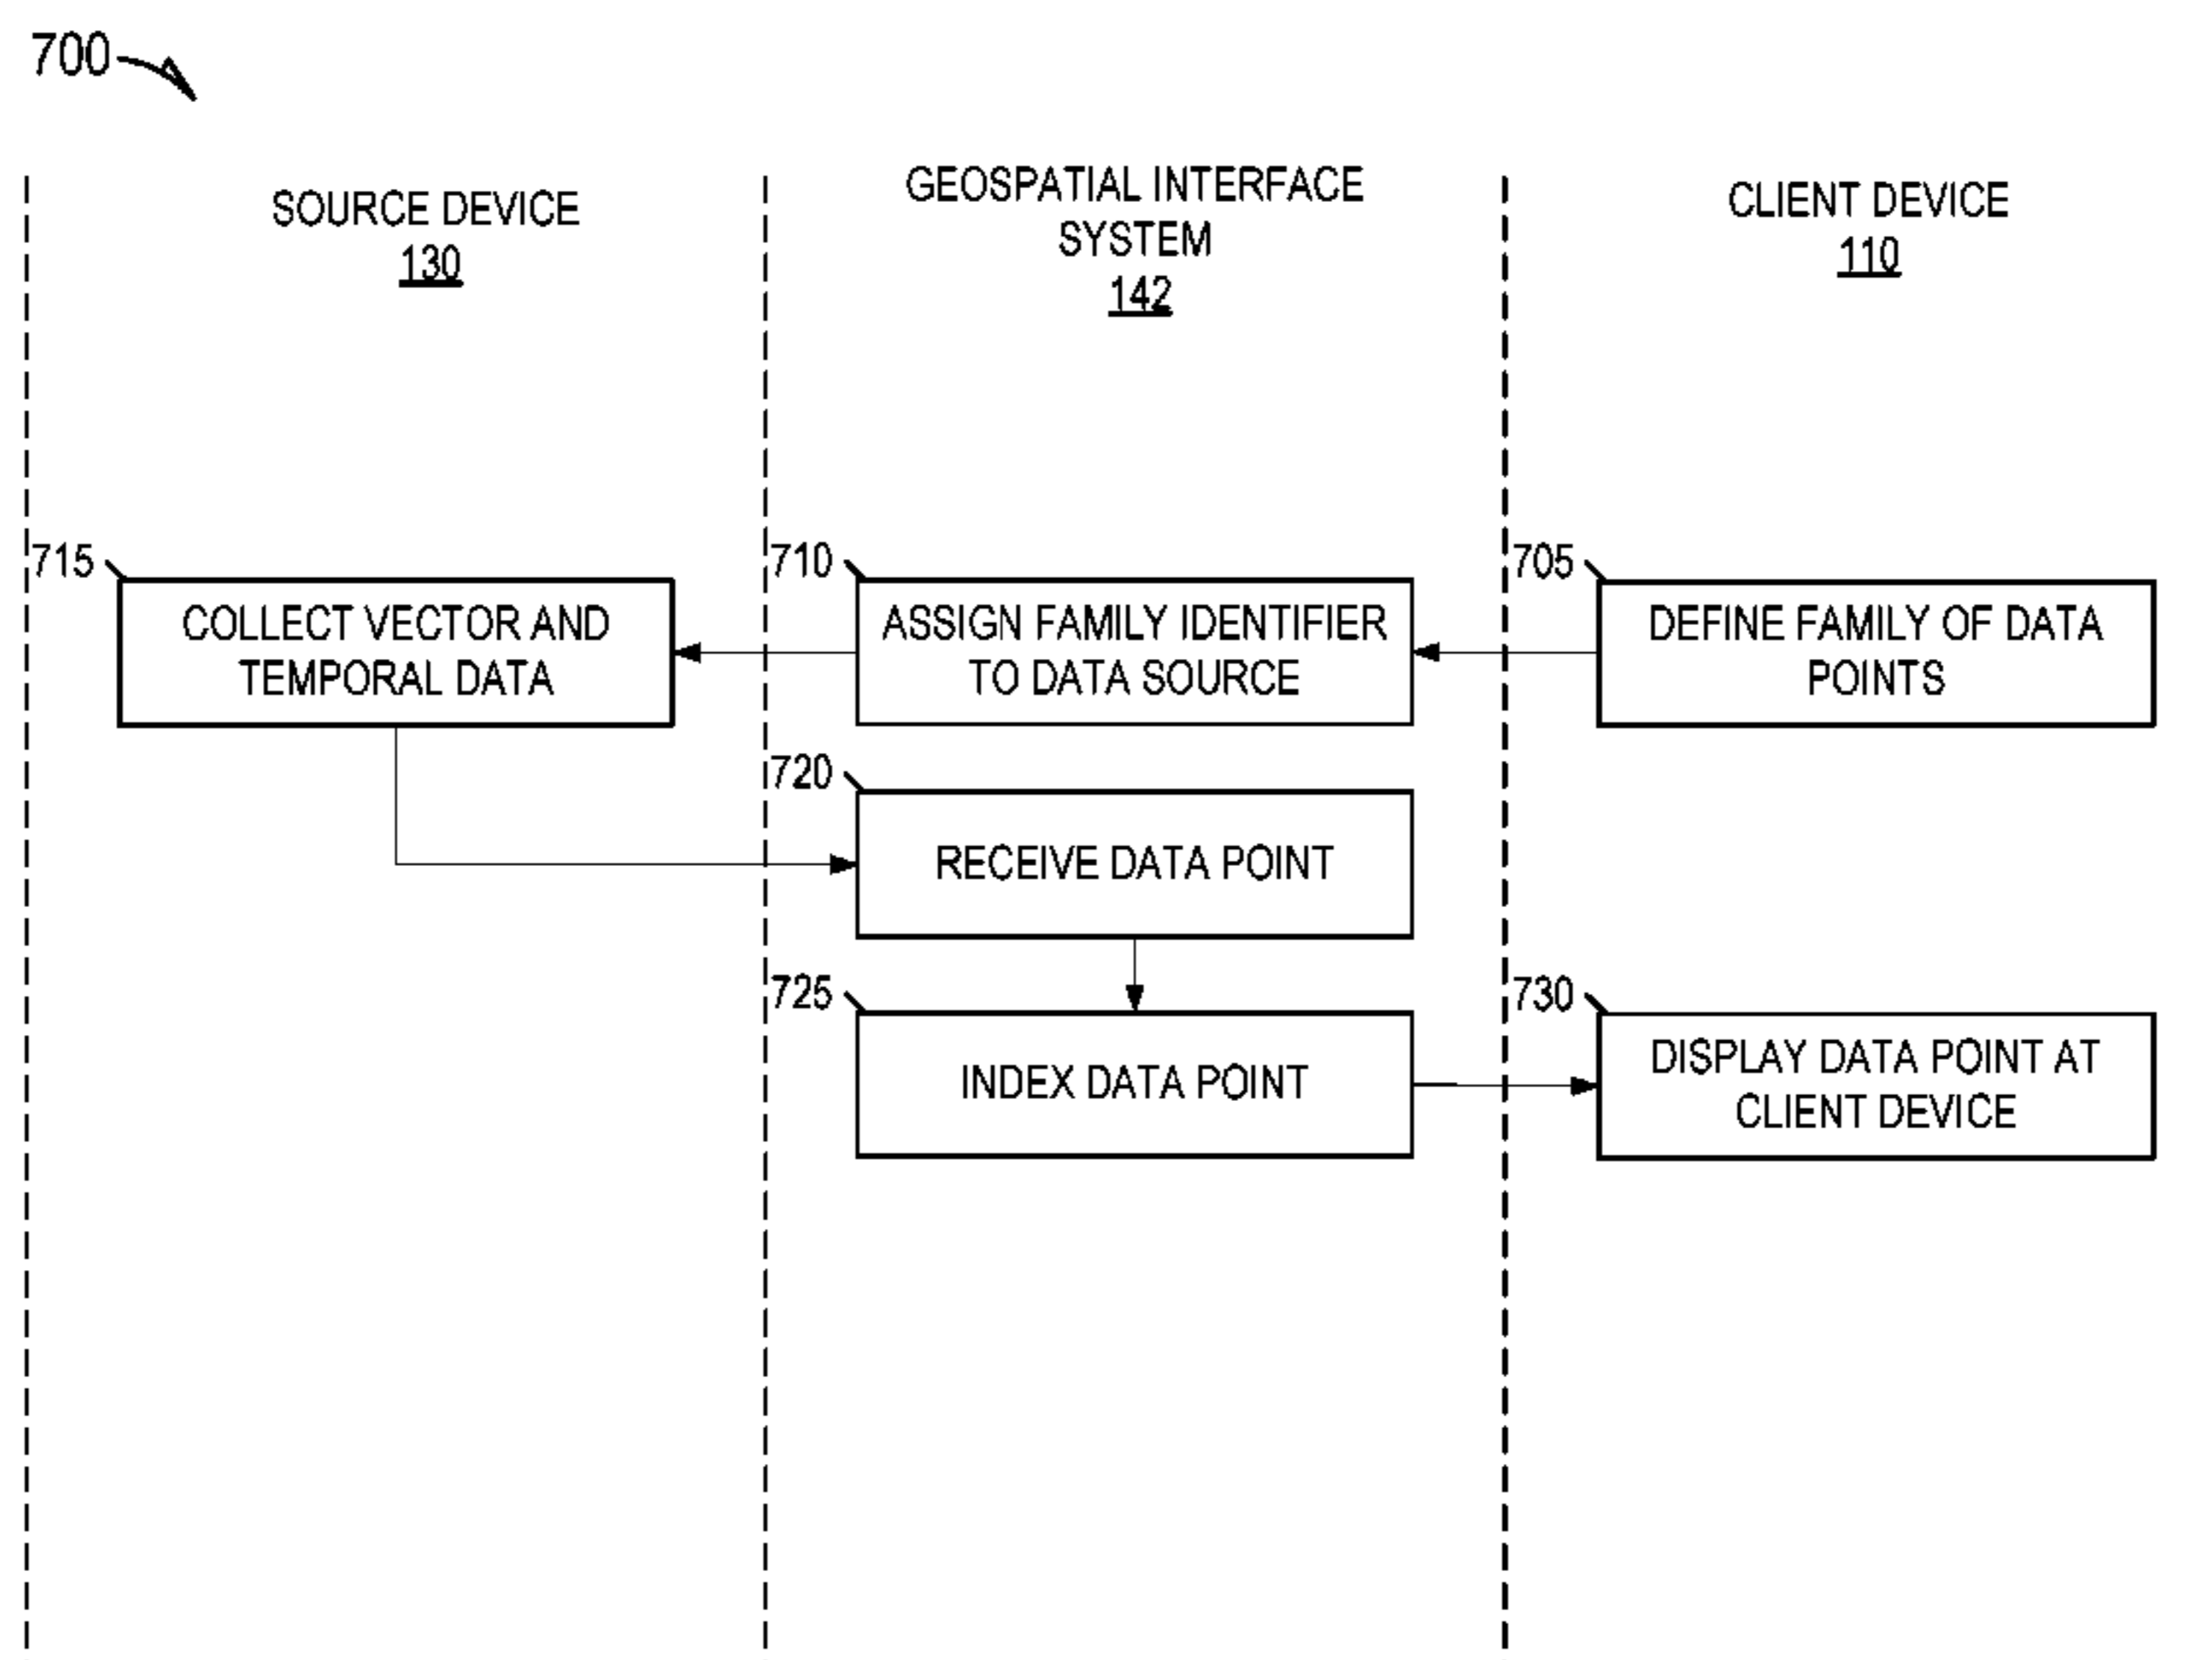 700
SOURCE DEVICE
130
GEOSPATIAL INTERFACE
SYSTEM
142
CLIENT DEVICE
110
715
COLLECT VECTOR AND
TEMPORAL DATA
710
ASSIGN FAMILY IDENTIFIER
TO DATA SOURCE
705
DEFINE FAMILY OF DATA
POINTS
720
RECEIVE DATA POINT
725
INDEX DATA POINT
730
DISPLAY DATA POINT AT
CLIENT DEVICE